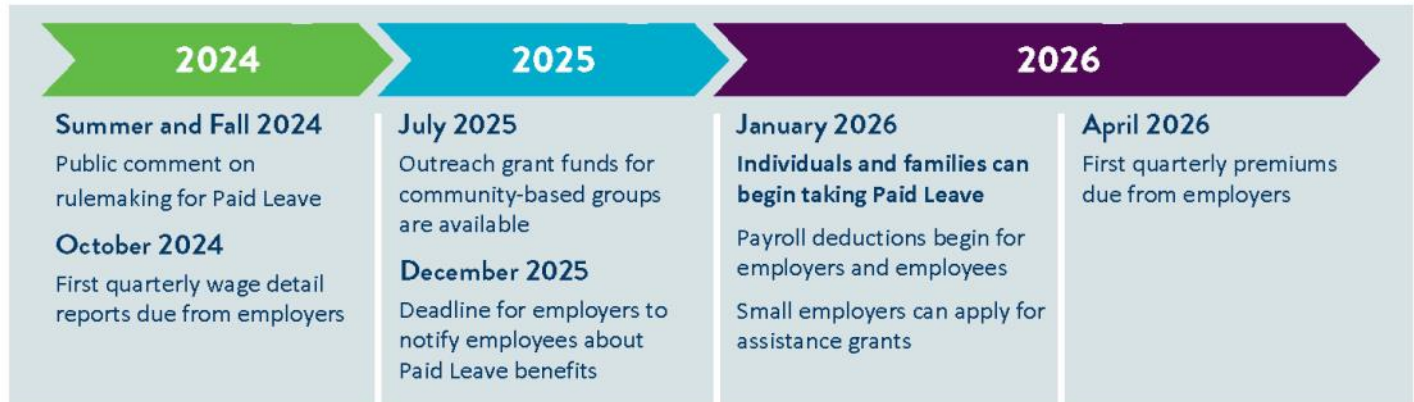 2024
2025
2026
Summer and Fall 2024
Public comment on
rulemaking for Paid Leave
October 2024
First quarterly wage detail
reports due from employers
July 2025
Outreach grant funds for
community-based groups
are available
December 2025
Deadline for employers to
notify employees about
Paid Leave benefits
January 2026
Individuals and families can
begin taking Paid Leave
Payroll deductions begin for
employers and employees
Small employers can apply for
assistance grants
April 2026
First quarterly premiums
due from employers